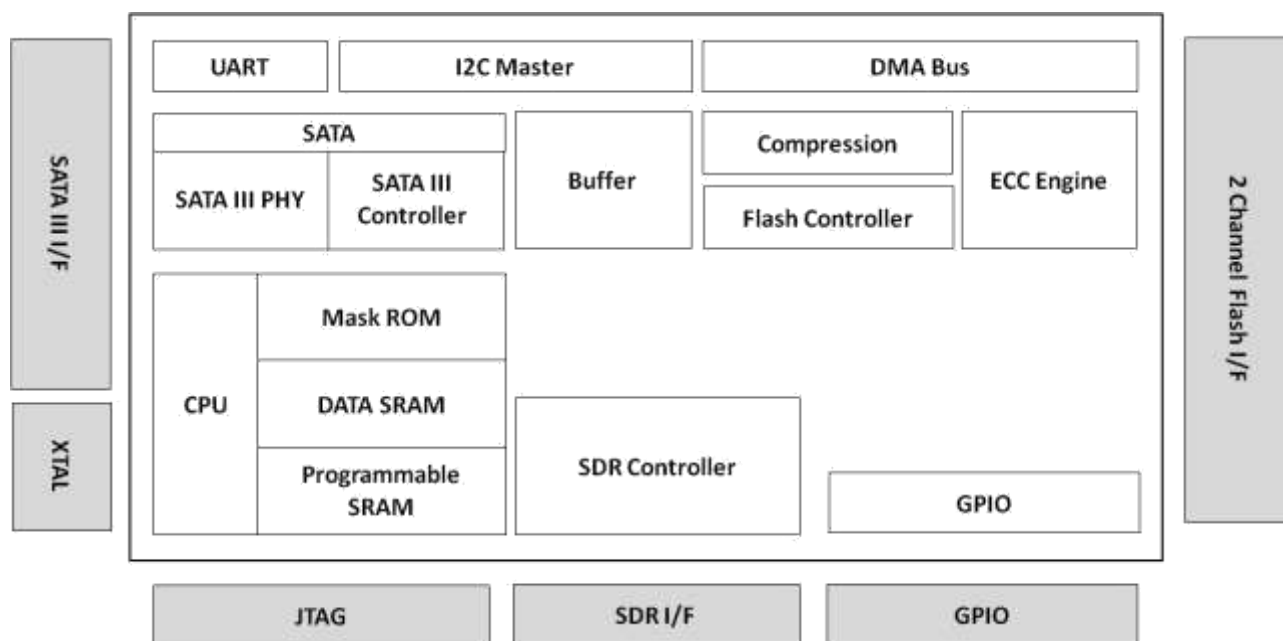 UART
I2C Master
DMA Bus
SATA
SATA III PHY
SATA III
Controller
Buffer
Compression
Flash Controller
ECC Engine
SATA III I/F
XTAL
CPU
Mask ROM
DATA SRAM
Programmable
SRAM
SDR Controller
GPIO
2 Channel Flash I/F
JTAG
SDR I/F
GPIO